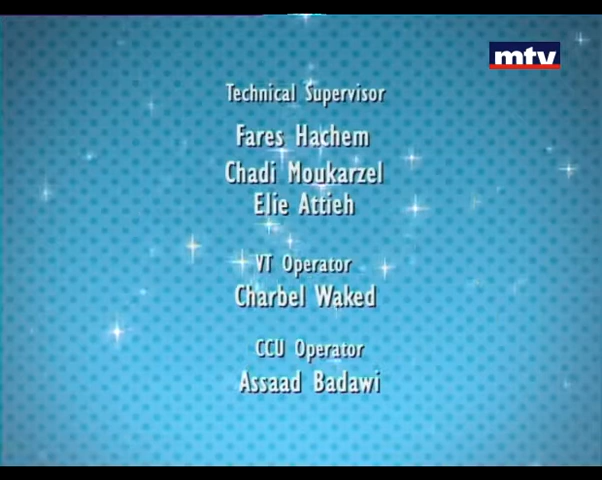 mtv
Technical Supervisor
Fares Hachem
Chadi Moukarzel
Elie Attieh
VT Operator
Charbel Waked
CCU Operator
Assaad Badawi